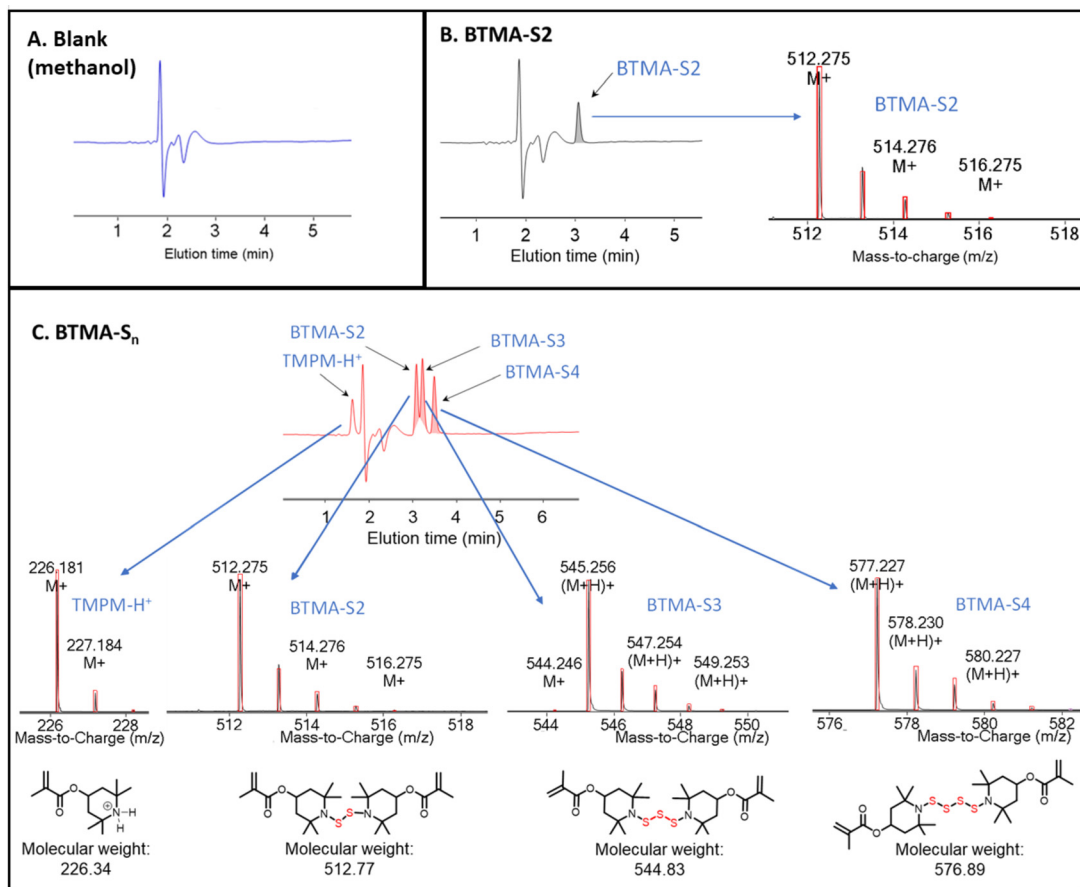 A. Blank
(methanol)
1 2 3 4 5
Elution time (min)
B. BTMA-S2
BTMA-S2
1 2 3 4 5
Elution time (min)
512.275
M+
BTMA-S2
514.276
M+
516.275
M+
512 514 516 518
Mass-to-charge (m/z)
C. BTMA-Sn
BTMA-S2
TMPM-H+
BTMA-S3
BTMA-S4
1 2 3 4 5 6
Elution time (min)
226.181
M+
TMPM-H+
227.184
M+
226 228
Mass-to-Charge (m/z)
512.275
M+
BTMA-S2
514.276
M+
516.275
M+
512 514 516 518
Mass-to-Charge (m/z)
544.246
M+
545.256
(M+H)+
BTMA-S3
547.254
(M+H)+
549.253
(M+H)+
544 546 548 550
Mass-to-Charge (m/z)
577.227
(M+H)+
BTMA-S4
578.230
(M+H)+
580.227
(M+H)+
576 578 580 582
Mass-to-Charge (m/z)
O
O
N
H
H
+
Molecular weight:
226.34
O
O
N
S
S
N
O
O
Molecular weight:
512.77
O
O
N
S
S
S
N
O
O
Molecular weight:
544.83
O
O
N
S
S
S
S
N
O
O
Molecular weight:
576.89